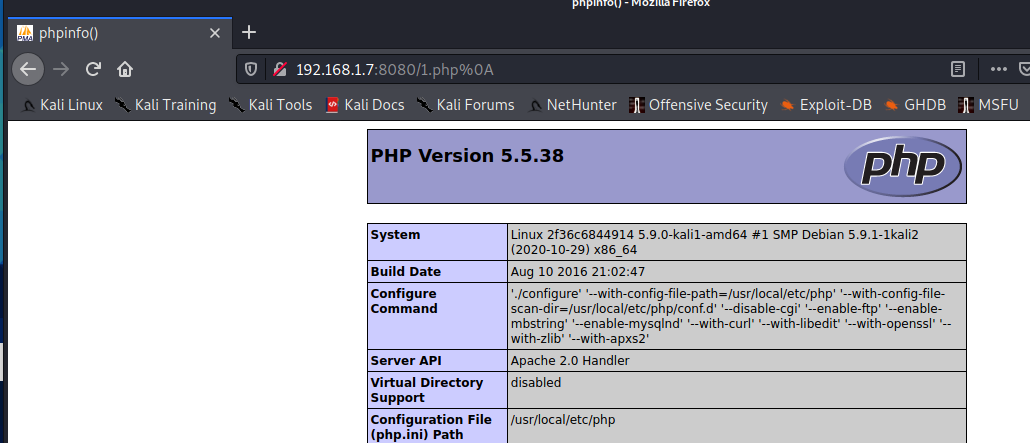 phpinfo() - Mozilla Firefox
PMA
phpinfo()
192.168.1.7:8080/1.php%0A
Kali Linux Kali Training Kali Tools Kali Docs Kali Forums NetHunter Offensive Security Exploit-DB GHDB MSFU
PHP Version 5.5.38
php
System
Linux 2f36c6844914 5.9.0-kali1-amd64 #1 SMP Debian 5.9.1-1kali2
(2020-10-29) x86_64
Build Date
Aug 10 2016 21:02:47
Configure
Command
'./configure' '--with-config-file-path=/usr/local/etc/php' '--with-config-file-
scan-dir=/usr/local/etc/php/conf.d' '--disable-cgi' '--enable-ftp' '--enable-
mbstring' '--enable-mysqlnd' '--with-curl' '--with-libedit' '--with-openssl' '--
with-zlib' '--with-apxs2'
Server API
Apache 2.0 Handler
Virtual Directory
Support
disabled
Configuration File
(php.ini) Path
/usr/local/etc/php